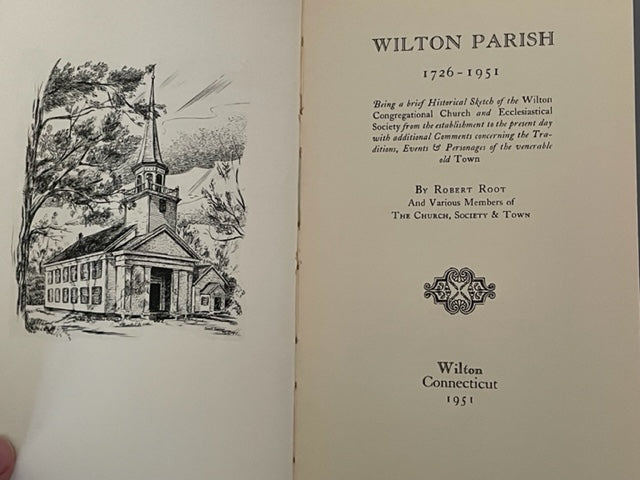 WILTON PARISH
1726-1951
Being a brief Historical Sketch of the Wilton
Congregational Church and Ecclesiastical
Society from the establishment to the present day
with additional Comments concerning the Tra-
ditions, Events & Personages of the venerable
old Town
By Robert Root
And Various Members of
The Church, Society & Town
Wilton
Connecticut
1951